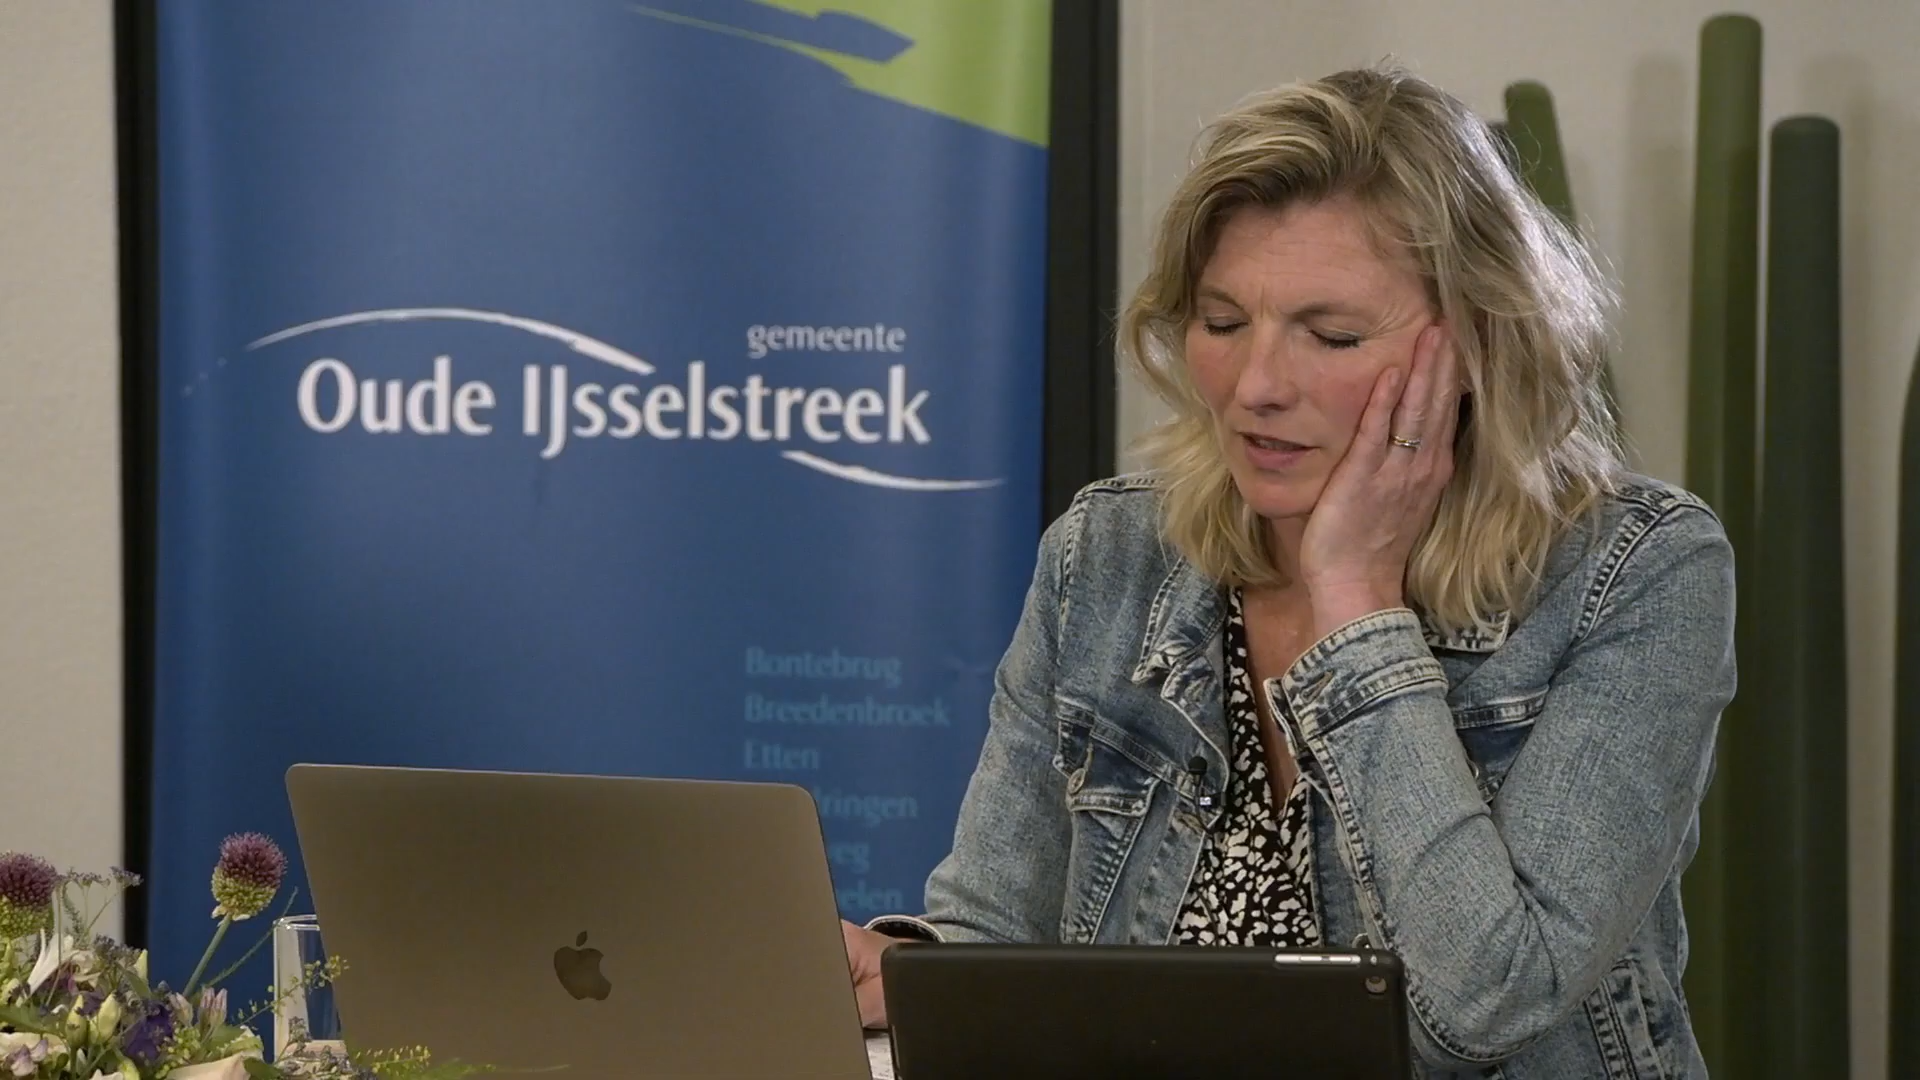 gemeente
Oude IJsselstreek
Bontebrug
Breedenbroek
Etten